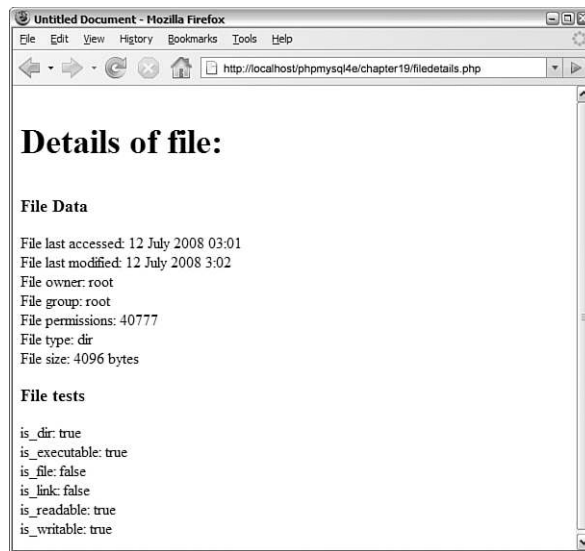 Untitled Document - Mozilla Firefox
File Edit View History Bookmarks Tools Help
http://localhost/phpmysql4e/chapter19/filedetails.php
Details of file:
File Data
File last accessed: 12 July 2008 03:01
File last modified: 12 July 2008 3:02
File owner: root
File group: root
File permissions: 40777
File type: dir
File size: 4096 bytes
File tests
is_dir: true
is_executable: true
is_file: false
is_link: false
is_readable: true
is_writable: true